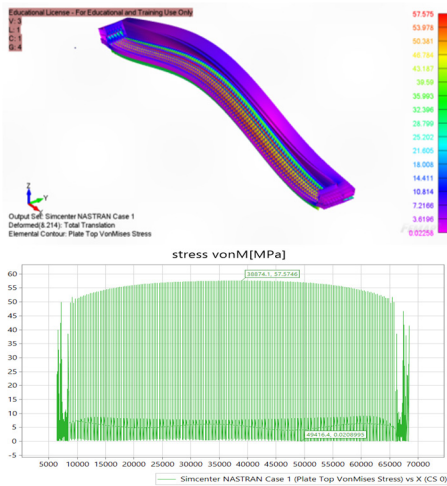 Educational License - For Educational and Training Use Only
V: 3
L: 1
C: 1
G: 4
57.575
53.978
50.381
46.784
43.187
39.59
35.993
32.396
28.799
25.202
21.605
18.008
14.411
10.814
7.2166
3.6196
0.02256
Z
Y
X
Output Set: Simcenter NASTRAN Case 1
Deformed(8.214): Total Translation
Elemental Contour: Plate Top VonMises Stress
stress vonM[MPa]
60
55
50
45
40
35
30
25
20
15
10
5
0
-5
38874.1, 57.5746
49416.4, 0.0208995
5000 10000 15000 20000 25000 30000 35000 40000 45000 50000 55000 60000 65000 70000
Simcenter NASTRAN Case 1 (Plate Top VonMises Stress) vs X (CS 0)